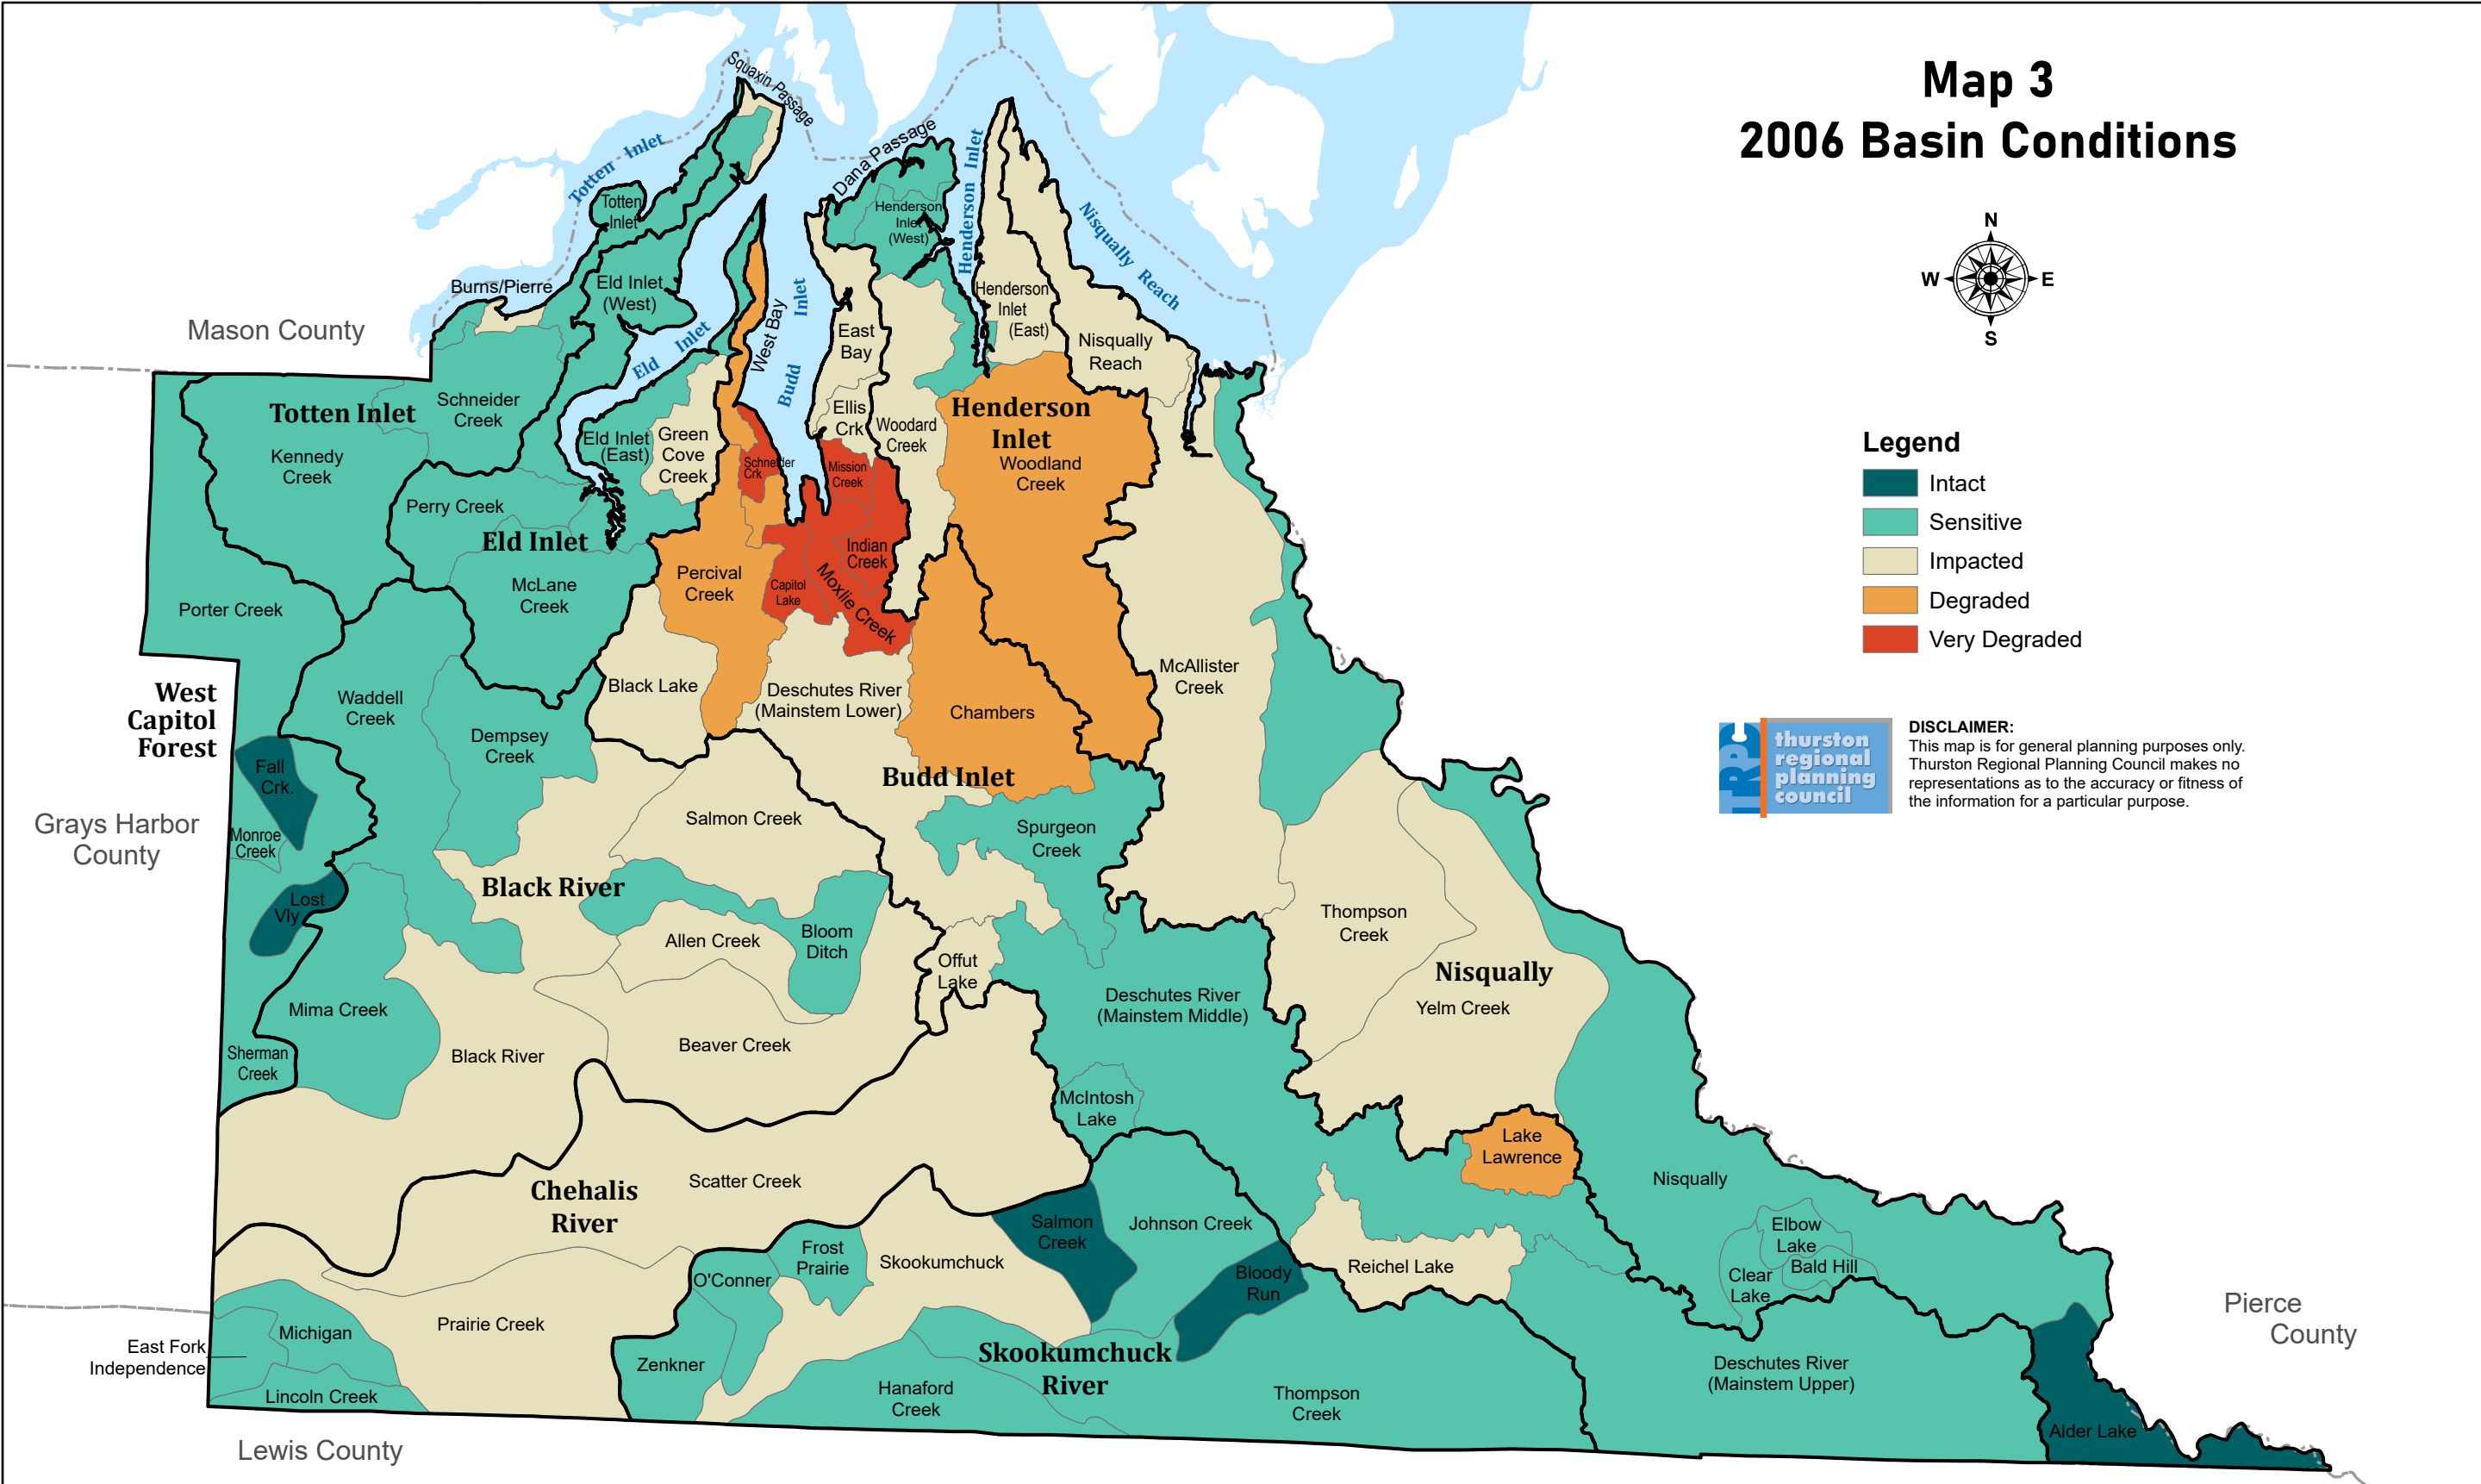 Map 3
2006 Basin Conditions
N
W
E
S
Legend
Intact
Sensitive
Impacted
Degraded
Very Degraded
TRPC
thurston
regional
planning
council
DISCLAIMER:
This map is for general planning purposes only.
Thurston Regional Planning Council makes no
representations as to the accuracy or fitness of
the information for a particular purpose.
Squaxin Passage
Totten Inlet
Dana Passage
Henderson Inlet
Nisqually Reach
Totten
Inlet
Henderson
Inlet
(West)
Burns/Pierre
Eld Inlet
(West)
Eld Inlet
West Bay
Budd Inlet
East
Bay
Henderson
Inlet
(East)
Nisqually
Reach
Mason County
Totten Inlet
Schneider
Creek
Kennedy
Creek
Eld Inlet
(East)
Green
Cove
Creek
Ellis
Crk
Woodard
Creek
Henderson
Inlet
Woodland
Creek
Schneider
Crk
Mission
Creek
Perry Creek
Eld Inlet
McLane
Creek
Percival
Creek
Capitol
Lake
Indian
Creek
Moxlie Creek
Porter Creek
West
Capitol
Forest
Waddell
Creek
Dempsey
Creek
Black Lake
Deschutes River
(Mainstem Lower)
Chambers
McAllister
Creek
Fall
Crk.
Monroe
Creek
Grays Harbor
County
Budd Inlet
Salmon Creek
Spurgeon
Creek
Black River
Lost
Vly
Allen Creek
Bloom
Ditch
Offut
Lake
Thompson
Creek
Nisqually
Yelm Creek
Mima Creek
Deschutes River
(Mainstem Middle)
Sherman
Creek
Black River
Beaver Creek
McIntosh
Lake
Lake
Lawrence
Chehalis
River
Scatter Creek
Nisqually
Salmon
Creek
Johnson Creek
Elbow
Lake
Bald Hill
Clear
Lake
Frost
Prairie
O'Conner
Skookumchuck
Bloody
Run
Reichel Lake
Pierce
County
Michigan
Prairie Creek
East Fork
Independence
Zenkner
Skookumchuck
River
Lincoln Creek
Hanaford
Creek
Thompson
Creek
Deschutes River
(Mainstem Upper)
Alder Lake
Lewis County